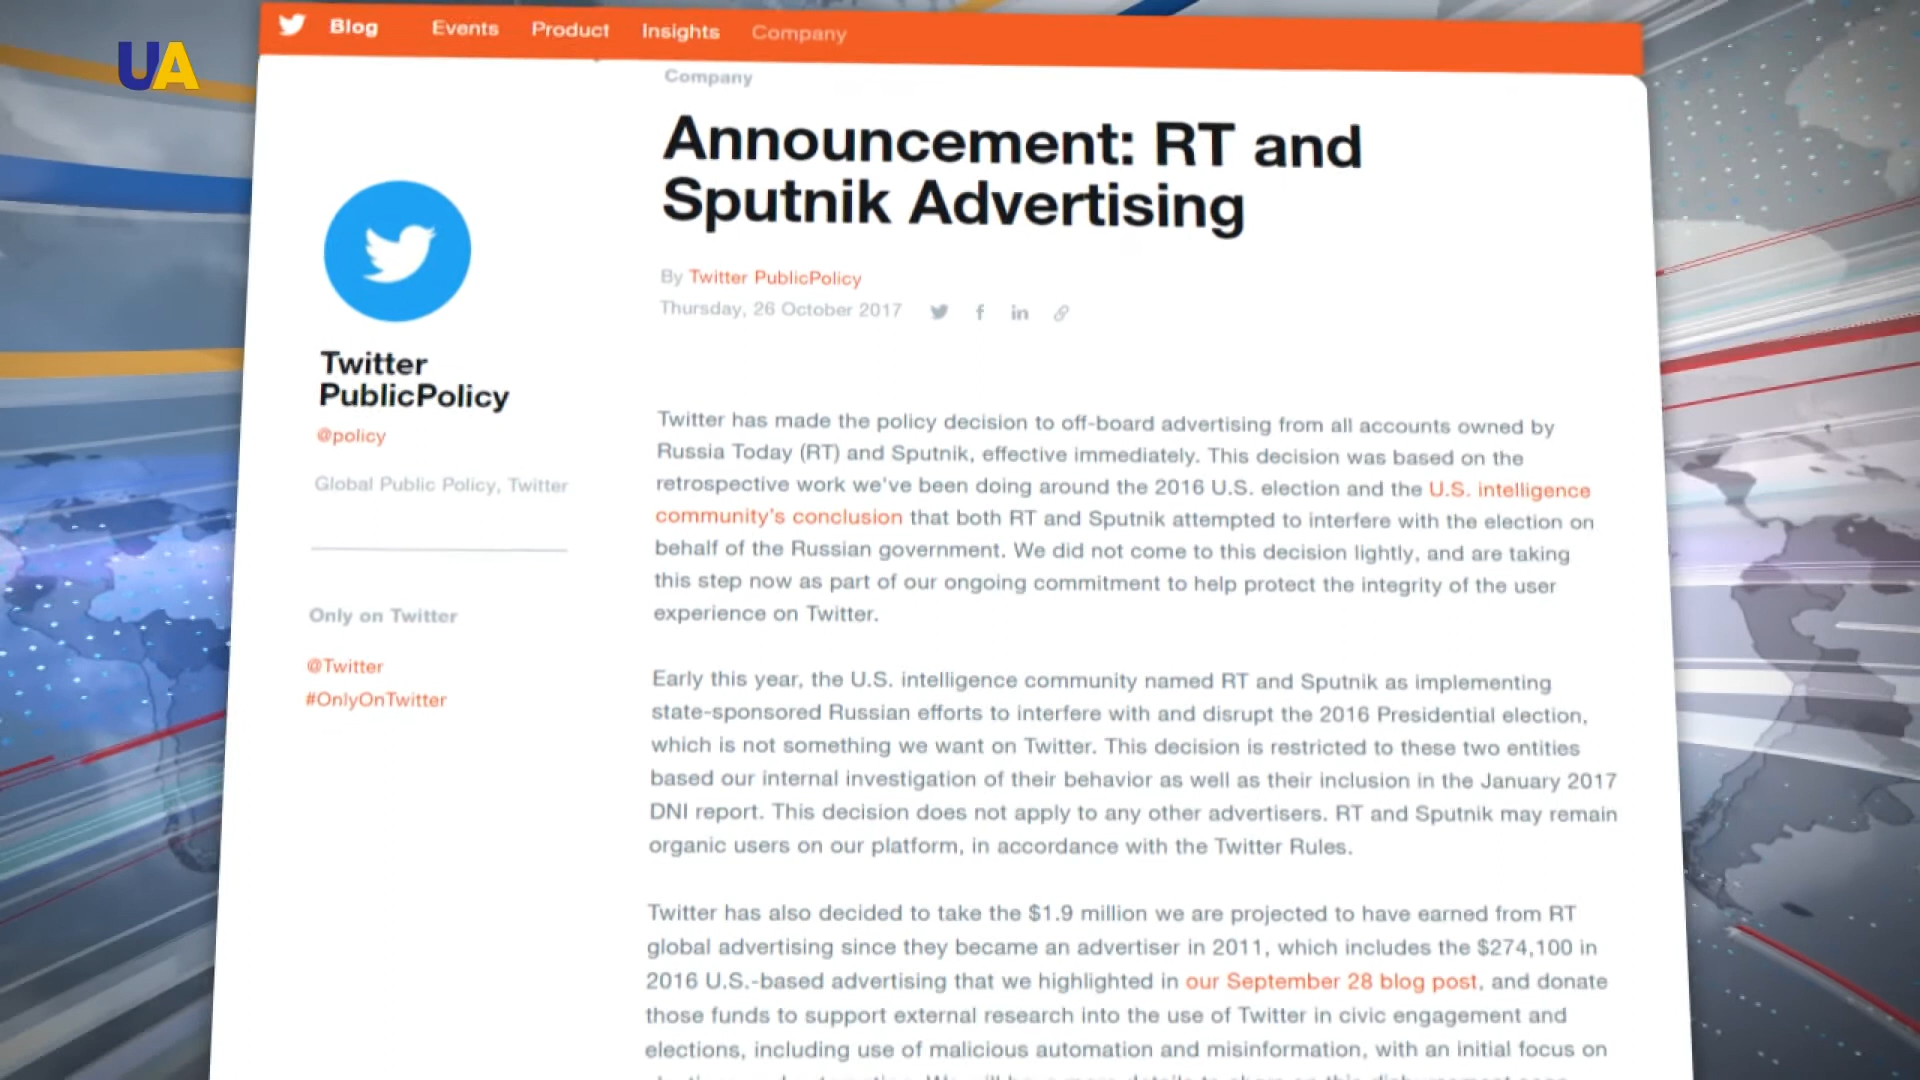 UA
Blog Events Product Insights Company
Company
Announcement: RT and
Sputnik Advertising
By Twitter PublicPolicy
Thursday, 26 October 2017
Twitter
PublicPolicy
@policy
Global Public Policy, Twitter
Only on Twitter
@Twitter
#OnlyOnTwitter
Twitter has made the policy decision to off-board advertising from all accounts owned by
Russia Today (RT) and Sputnik, effective immediately. This decision was based on the
retrospective work we've been doing around the 2016 U.S. election and the U.S. intelligence
community's conclusion that both RT and Sputnik attempted to interfere with the election on
behalf of the Russian government. We did not come to this decision lightly, and are taking
this step now as part of our ongoing commitment to help protect the integrity of the user
experience on Twitter.
Early this year, the U.S. intelligence community named RT and Sputnik as implementing
state-sponsored Russian efforts to interfere with and disrupt the 2016 Presidential election,
which is not something we want on Twitter. This decision is restricted to these two entities
based our internal investigation of their behavior as well as their inclusion in the January 2017
DNI report. This decision does not apply to any other advertisers. RT and Sputnik may remain
organic users on our platform, in accordance with the Twitter Rules.
Twitter has also decided to take the $1.9 million we are projected to have earned from RT
global advertising since they became an advertiser in 2011, which includes the $274,100 in
2016 U.S.-based advertising that we highlighted in our September 28 blog post, and donate
those funds to support external research into the use of Twitter in civic engagement and
elections, including use of malicious automation and misinformation, with an initial focus on